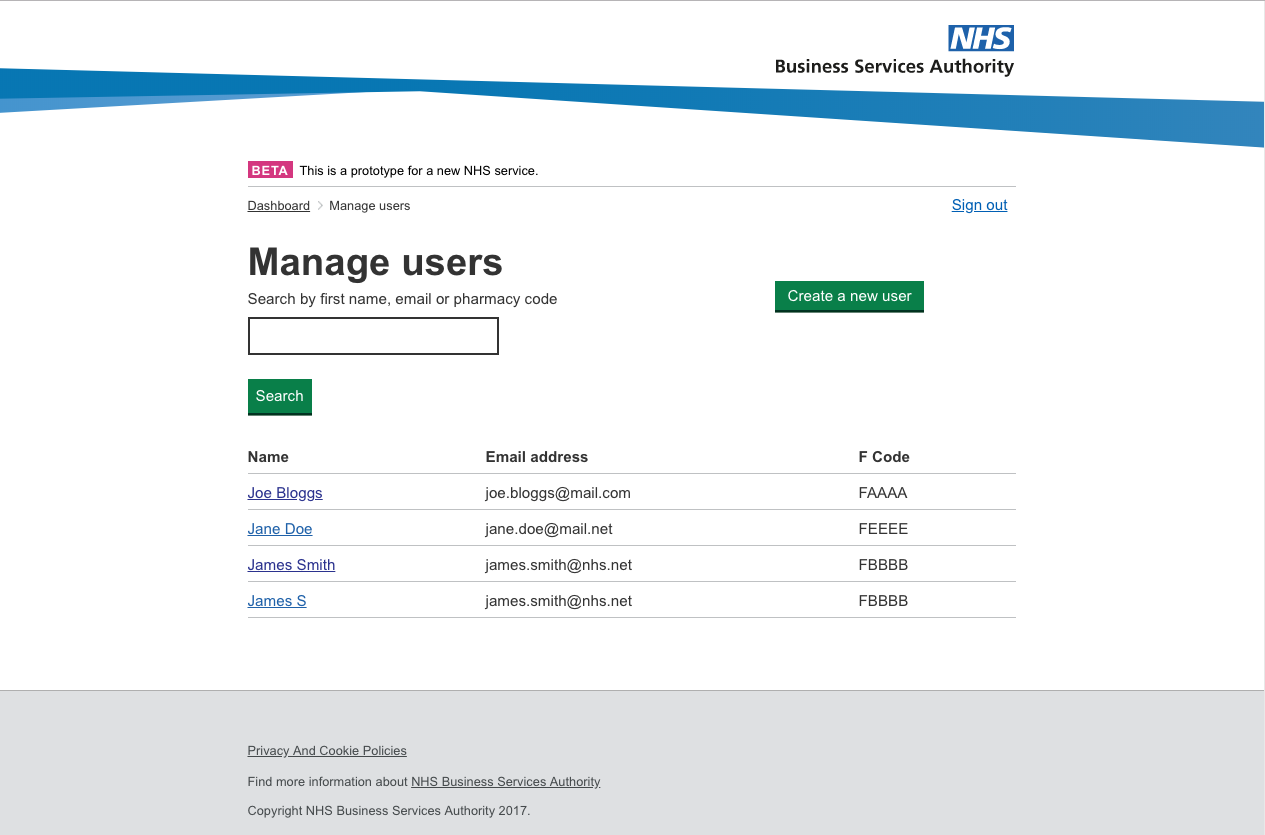 NHS
Business Services Authority
BETA This is a prototype for a new NHS service.
Dashboard > Manage users Sign out
Manage users
Search by first name, email or pharmacy code
Create a new user
Search
Name Email address F Code
Joe Bloggs joe.bloggs@mail.com FAAAA
Jane Doe jane.doe@mail.net FEEEE
James Smith james.smith@nhs.net FBBBB
James S james.smith@nhs.net FBBBB
Privacy And Cookie Policies
Find more information about NHS Business Services Authority
Copyright NHS Business Services Authority 2017.